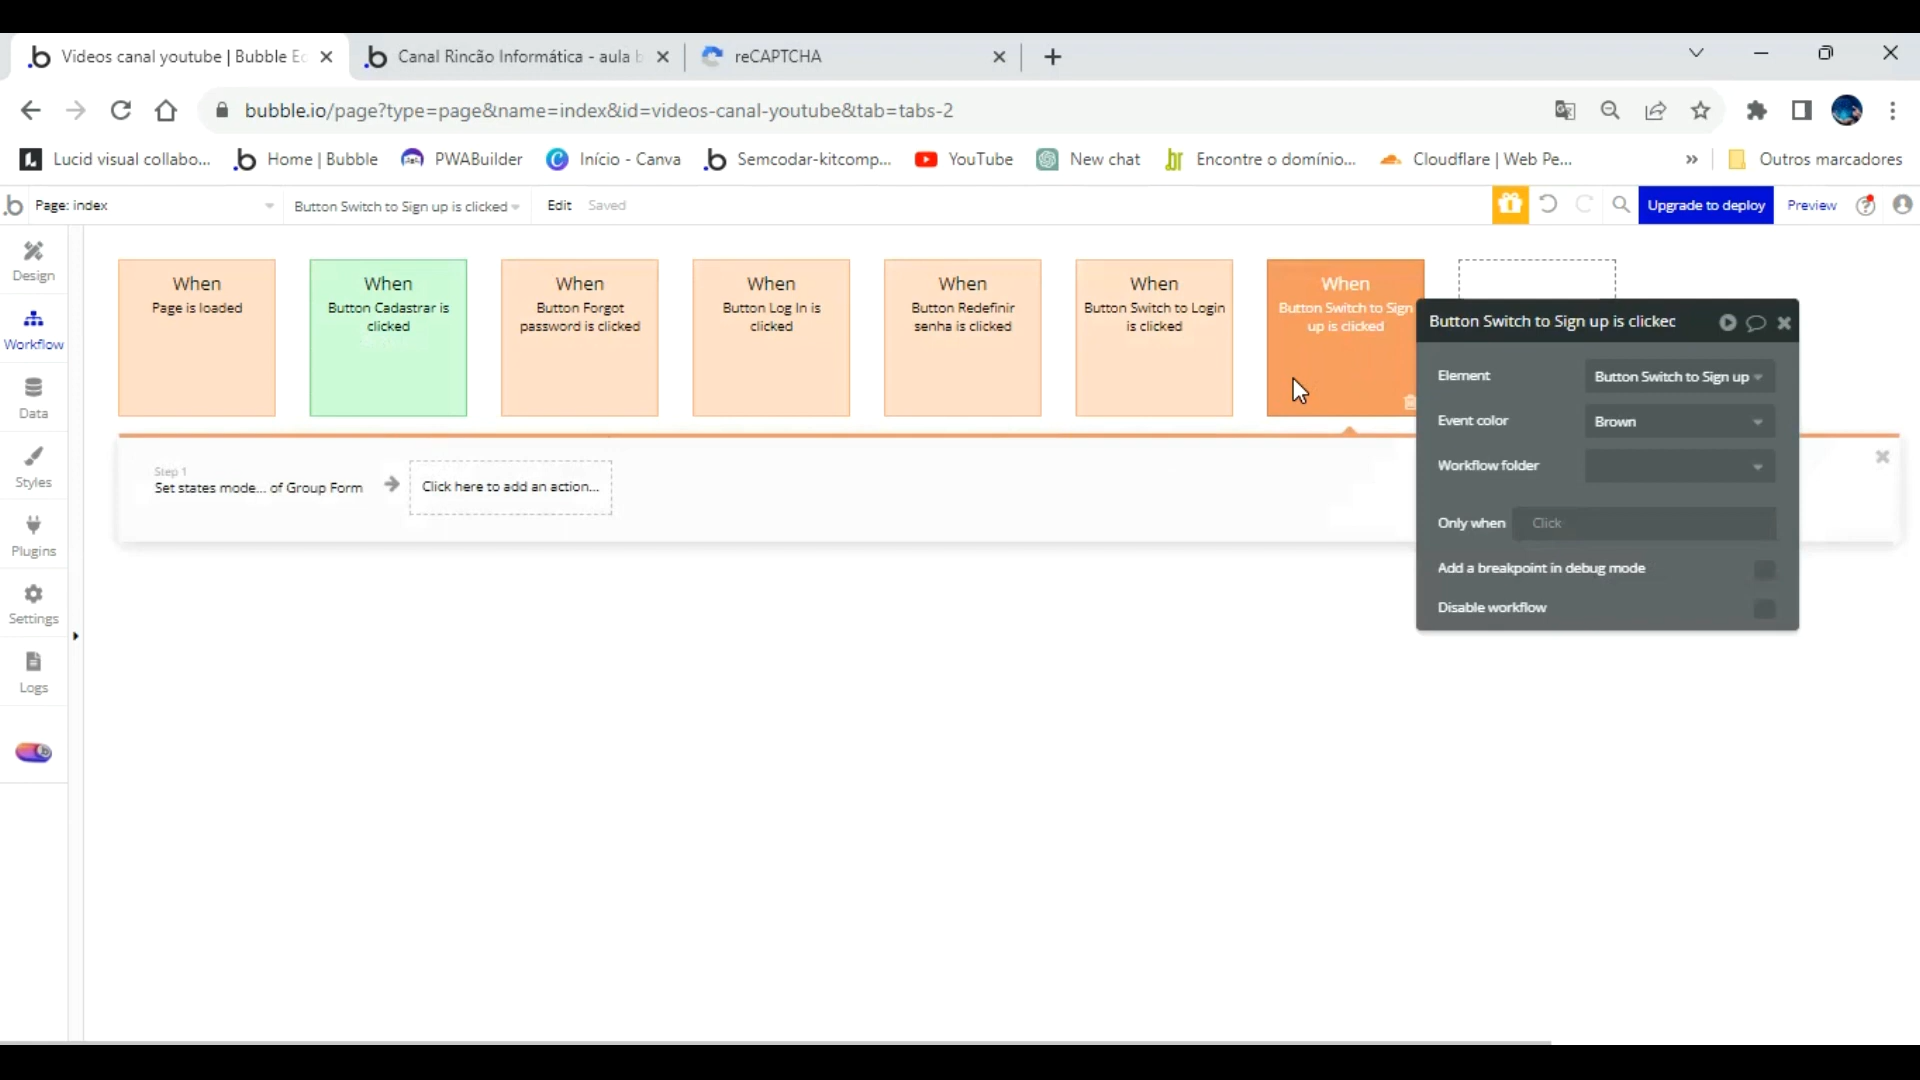 Videos canal youtube | Bubble Ec
Canal Rincão Informática - aula b
reCAPTCHA
bubble.io/page?type=page&name=index&id=videos-canal-youtube&tab=tabs-2
Lucid visual collabo...
Home | Bubble
PWABuilder
Início - Canva
Semcodar-kitcomp...
YouTube
New chat
Encontre o domínio...
Cloudflare | Web Pe...
»
Outros marcadores
Page: index
Button Switch to Sign up is clicked
Edit
Saved
Upgrade to deploy
Preview
Design
Workflow
Data
Styles
Plugins
Settings
Logs
When
Page is loaded
When
Button Cadastrar is
clicked
When
Button Forgot
password is clicked
When
Button Log In is
clicked
When
Button Redefinir
senha is clicked
When
Button Switch to Login
is clicked
When
Button Switch to Sign
up is clicked
Step 1
Set states mode... of Group Form
Click here to add an action...
Button Switch to Sign up is clickec
Element
Button Switch to Sign up
Event color
Brown
Workflow folder
Only when
Click
Add a breakpoint in debug mode
Disable workflow